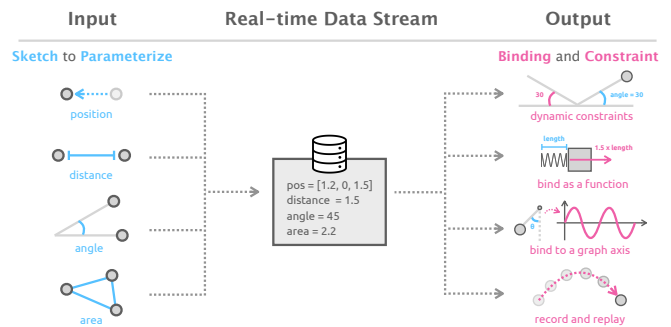 Input
Real-time Data Stream
Output
Sketch to Parameterize
Binding and Constraint
position
distance
angle
area
pos = [1.2, 0, 1.5]
distance = 1.5
angle = 45
area = 2.2
30
angle = 30
dynamic constraints
length
1.5 x length
bind as a function
θ
bind to a graph axis
record and replay